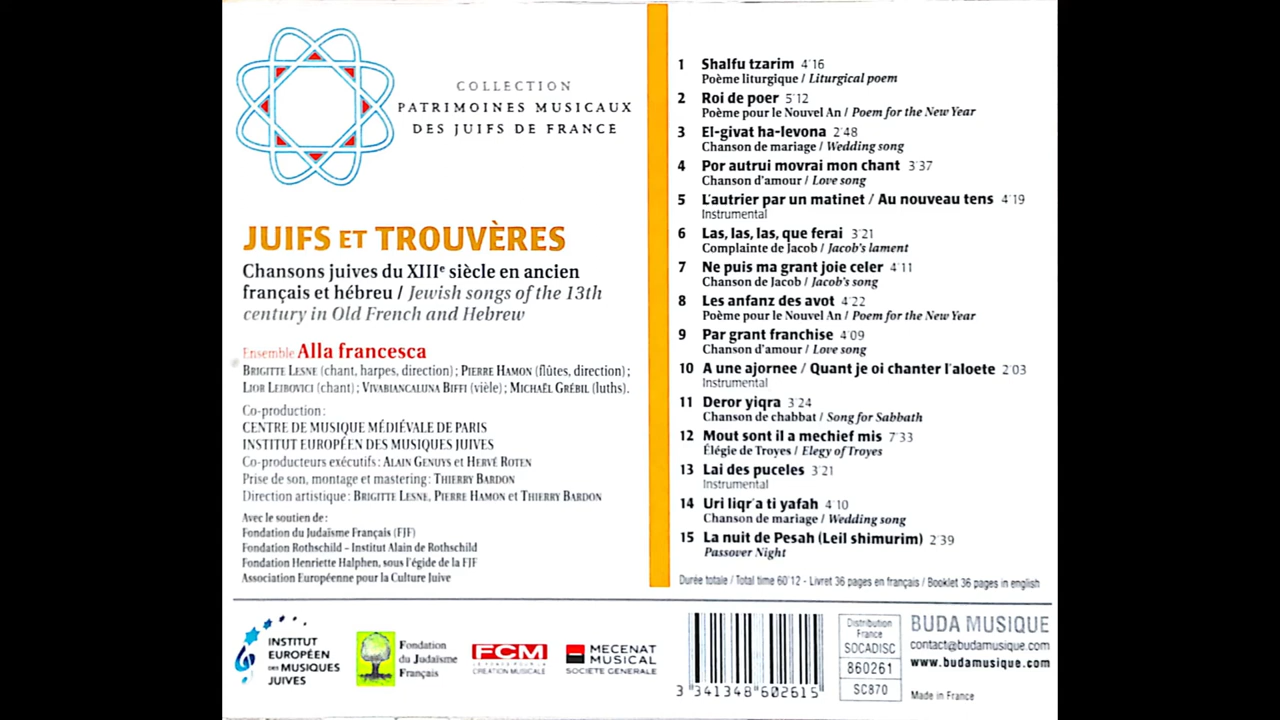 COLLECTION
PATRIMOINES MUSICAUX
DES JUIFS DE FRANCE
JUIFS ET TROUVÈRES
Chansons juives du XIIIe siècle en ancien
français et hébreu / Jewish songs of the 13th
century in Old French and Hebrew
Ensemble Alla francesca
BRIGITTE LESNE (chant, harpes, direction) ; PIERRE HAMON (flûtes, direction) ;
LIOR LEIBOVICI (chant) ; VIVABIANCALUNA BIFFI (vièle) ; MICHAËL GRÉBIL (luths).
Co-production :
CENTRE DE MUSIQUE MÉDIÉVALE DE PARIS
INSTITUT EUROPÉEN DES MUSIQUES JUIVES
Co-producteurs exécutifs : ALAIN GENUYS et HERVÉ ROTEN
Prise de son, montage et mastering : THIERRY BARDON
Direction artistique : BRIGITTE LESNE, PIERRE HAMON et THIERRY BARDON
Avec le soutien de :
Fondation du Judaïsme Français (FJF)
Fondation Rothschild – Institut Alain de Rothschild
Fondation Henriette Halphen, sous l'égide de la FJF
Association Européenne pour la Culture Juive
1 Shalfu tzarim 4'16
Poème liturgique / Liturgical poem
2 Roi de poer 5'12
Poème pour le Nouvel An / Poem for the New Year
3 El-givat ha-levona 2'48
Chanson de mariage / Wedding song
4 Por autrui movrai mon chant 3'37
Chanson d'amour / Love song
5 L'autrier par un matinet / Au nouveau tens 4'19
Instrumental
6 Las, las, las, que ferai 3'21
Complainte de Jacob / Jacob's lament
7 Ne puis ma grant joie celer 4'11
Chanson de Jacob / Jacob's song
8 Les anfanz des avot 4'22
Poème pour le Nouvel An / Poem for the New Year
9 Par grant franchise 4'09
Chanson d'amour / Love song
10 A une ajornee / Quant je oi chanter l'aloete 2'03
Instrumental
11 Deror yiqra 3'24
Chanson de chabbat / Song for Sabbath
12 Mout sont il a mechief mis 7'33
Élégie de Troyes / Elegy of Troyes
13 Lai des puceles 3'21
Instrumental
14 Uri liqr'a ti yafah 4'10
Chanson de mariage / Wedding song
15 La nuit de Pesah (Leil shimurim) 2'39
Passover Night
Durée totale / Total time 60'12 - Livret 36 pages en français / Booklet 36 pages in english
INSTITUT
EUROPÉEN
DES MUSIQUES
JUIVES
Fondation
du Judaïsme
Français
FCM
LE FONDS POUR LA
CRÉATION MUSICALE
MECENAT
MUSICAL
SOCIETE GENERALE
3 341348 602615
Distribution
France
SOCADISC
860261
SC870
BUDA MUSIQUE
contact@budamusique.com
www.budamusique.com
Made in France